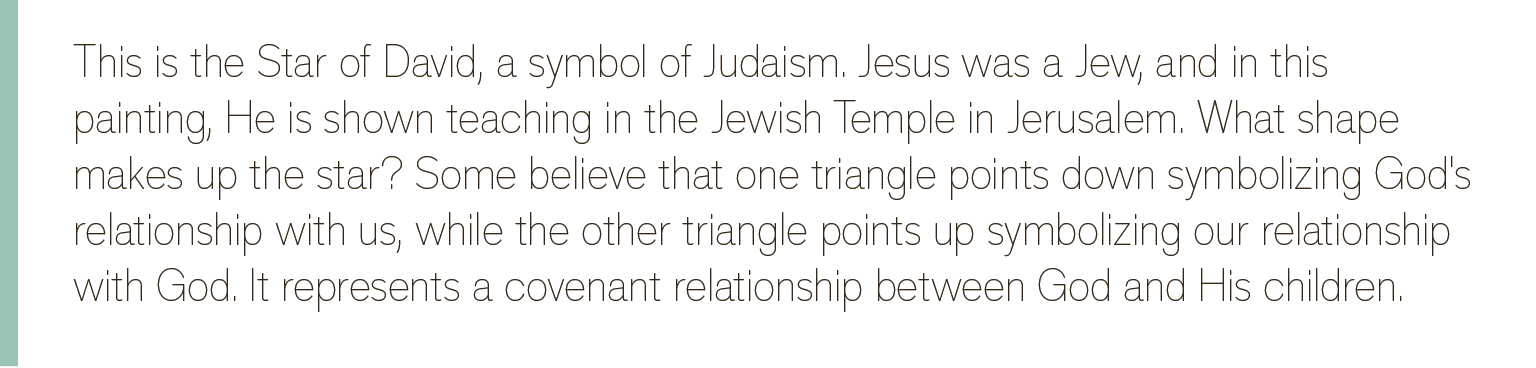 This is the Star of David, a symbol of Judaism. Jesus was a Jew, and in this
painting, He is shown teaching in the Jewish Temple in Jerusalem. What shape
makes up the star? Some believe that one triangle points down symbolizing God's
relationship with us, while the other triangle points up symbolizing our relationship
with God. It represents a covenant relationship between God and His children.